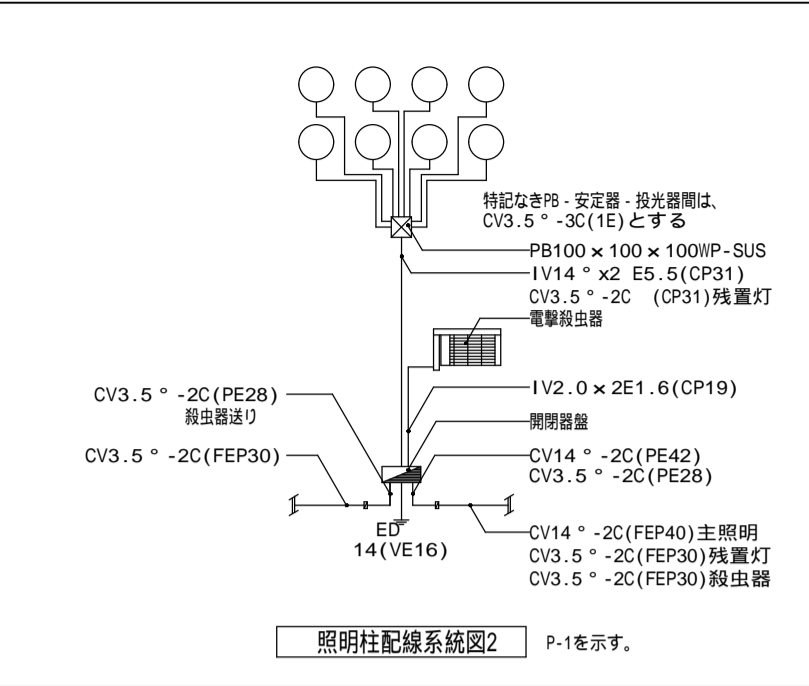 特記なきPB - 安定器 - 投光器間は、
CV3.5°-3C(1E)とする
PB100×100×100WP-SUS
IV14°x2 E5.5(CP31)
CV3.5°-2C (CP31)残置灯
電撃殺虫器
CV3.5°-2C(PE28)
殺虫器送り
IV2.0×2E1.6(CP19)
開閉器盤
CV3.5°-2C(FEP30)
CV14°-2C(PE42)
CV3.5°-2C(PE28)
ED
14(VE16)
CV14°-2C(FEP40)主照明
CV3.5°-2C(FEP30)残置灯
CV3.5°-2C(FEP30)殺虫器
照明柱配線系統図2
P-1を示す。